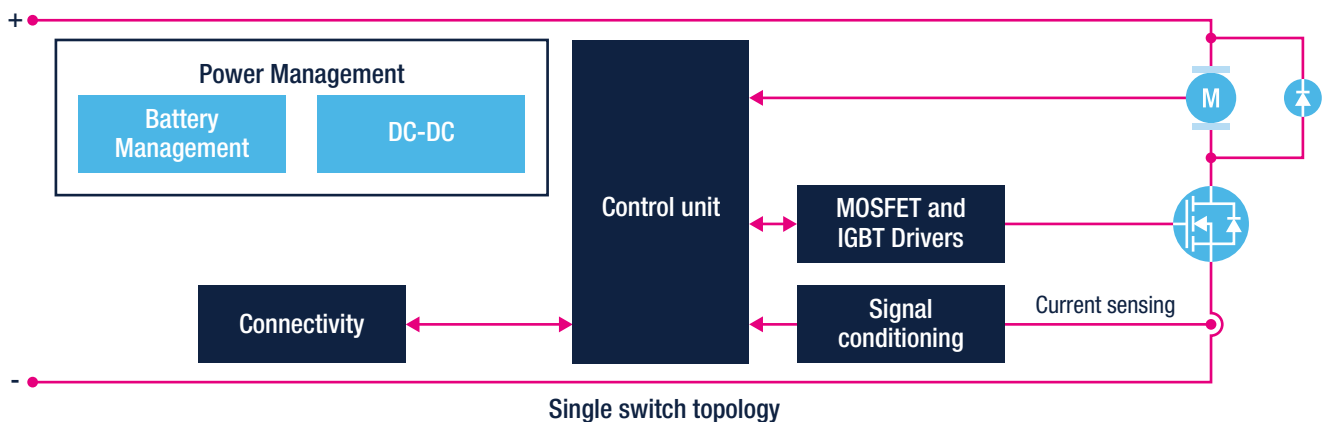 +
Power Management
Battery
Management
DC-DC
Control unit
M
MOSFET and
IGBT Drivers
Connectivity
Signal
conditioning
Current sensing
-
Single switch topology